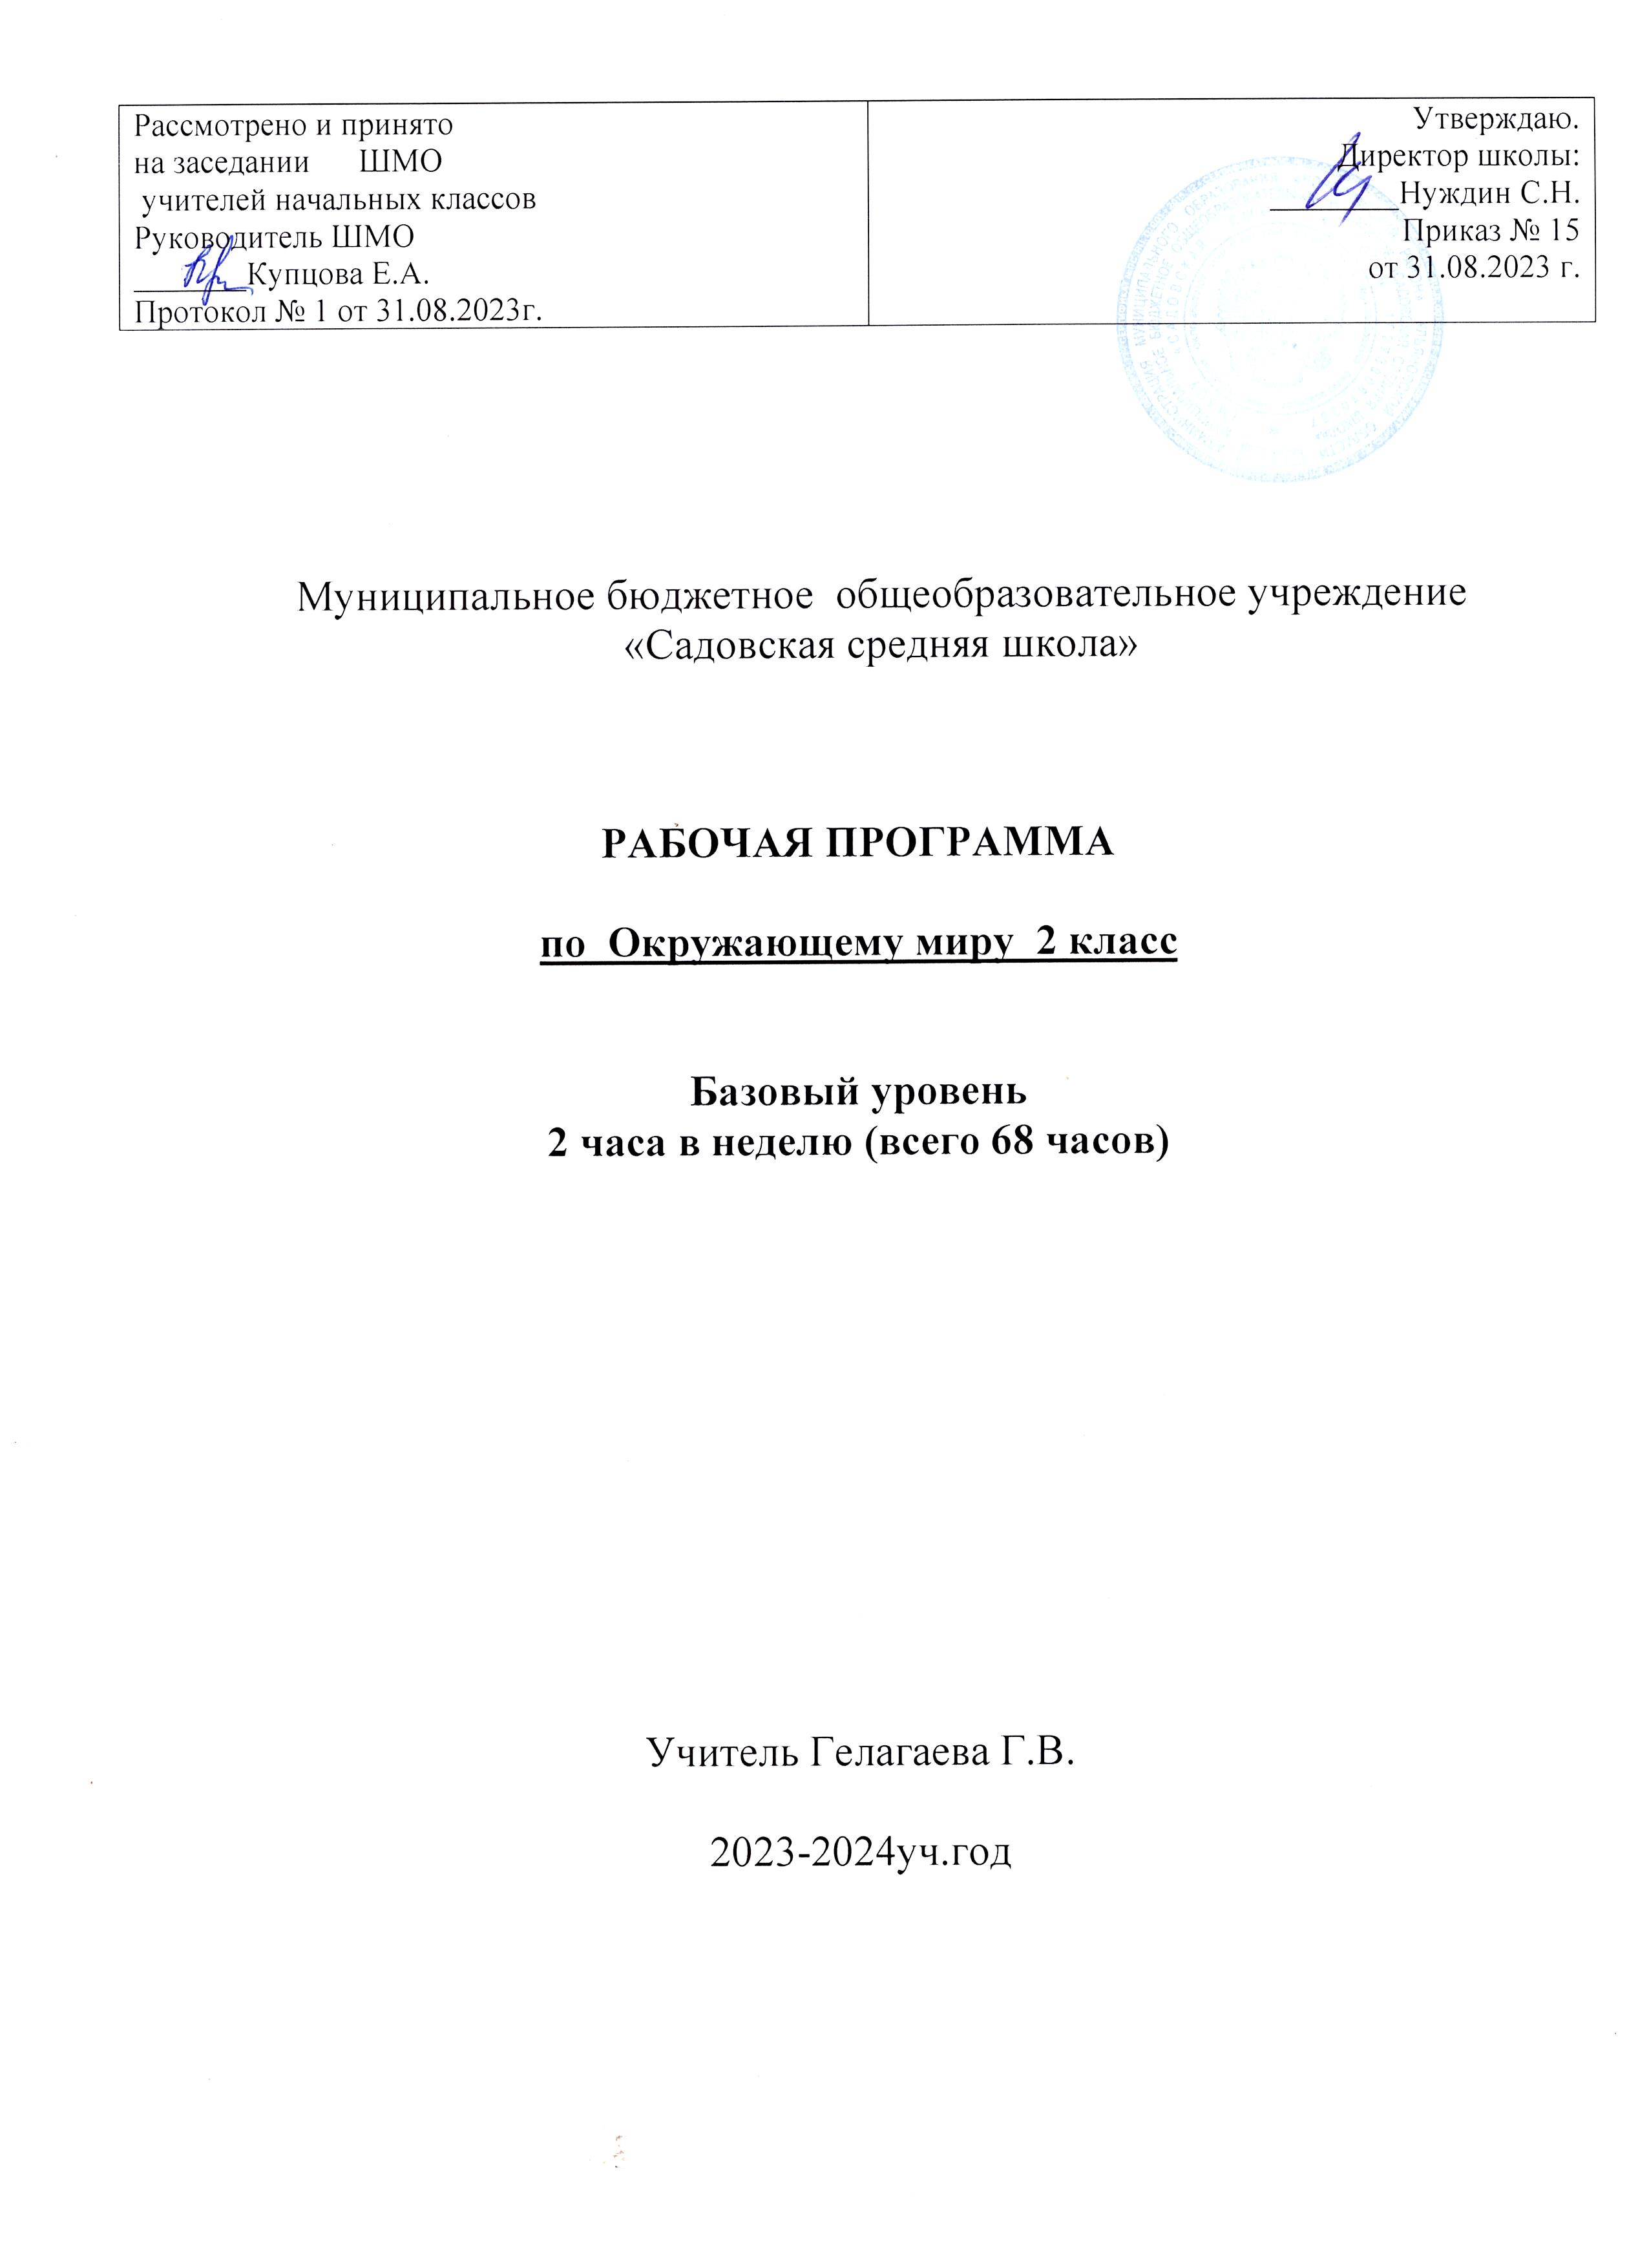 Рассмотрено и принято
на заседании ШМО
учителей начальных классов
Руководитель ШМО
________Купцова Е.А.
Протокол № 1 от 31.08.2023г.
Утверждаю.
Директор школы:
_________Нуждин С.Н.
Приказ № 15
от 31.08.2023 г.
Муниципальное бюджетное общеобразовательное учреждение
«Садовская средняя школа»
РАБОЧАЯ ПРОГРАММА
по Окружающему миру 2 класс
Базовый уровень
2 часа в неделю (всего 68 часов)
Учитель Гелагаева Г.В.
2023-2024уч.год